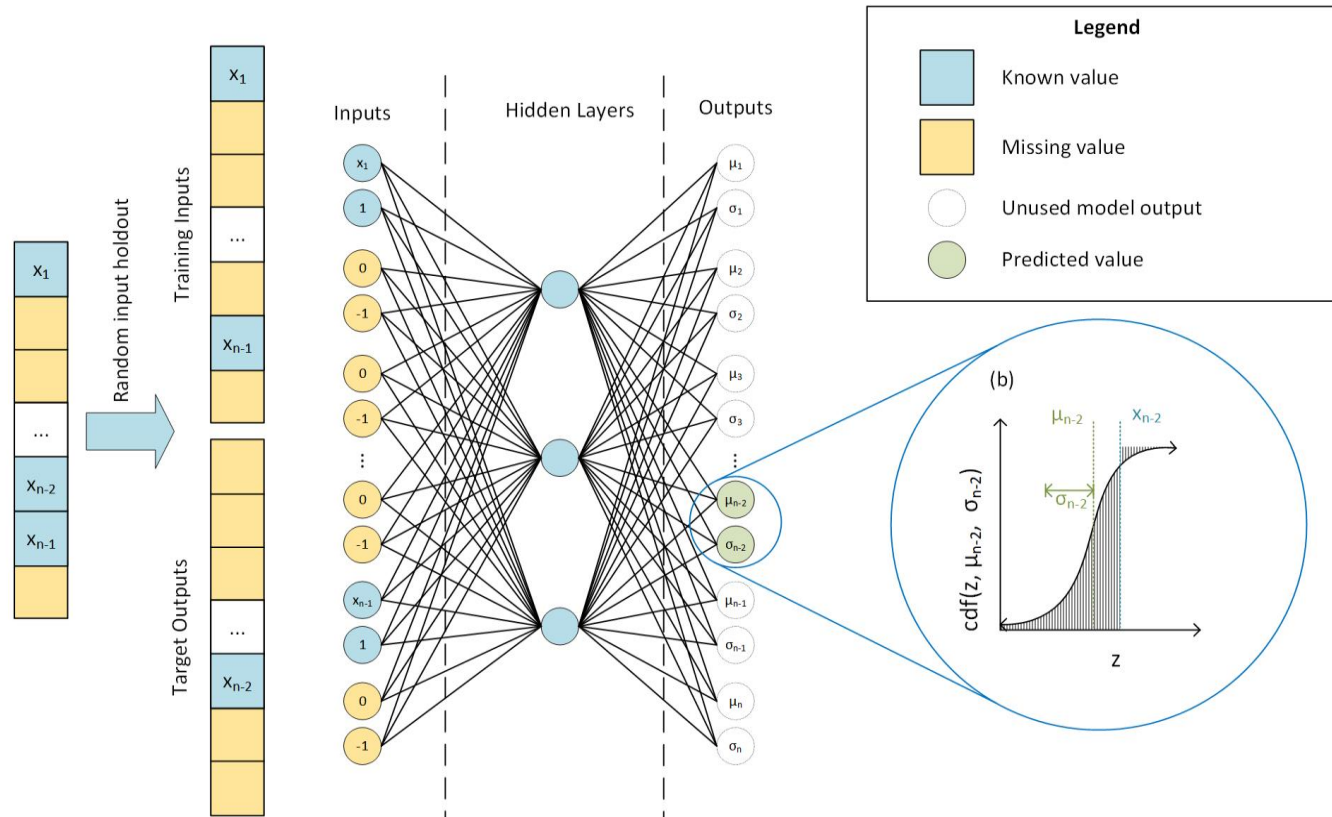 x₁
...
xₙ₋₂
xₙ₋₁
Random input holdout
Training Inputs
x₁
...
xₙ₋₁
Target Outputs
...
xₙ₋₂
Inputs
Hidden Layers
Outputs
x₁
1
0
-1
0
-1
⋮
0
-1
xₙ₋₁
1
0
-1
μ₁
σ₁
μ₂
σ₂
μ₃
σ₃
⋮
μₙ₋₂
σₙ₋₂
μₙ₋₁
σₙ₋₁
μₙ
σₙ
Legend
Known value
Missing value
Unused model output
Predicted value
(b)
μₙ₋₂
xₙ₋₂
σₙ₋₂
cdf(z, μₙ₋₂, σₙ₋₂)
z